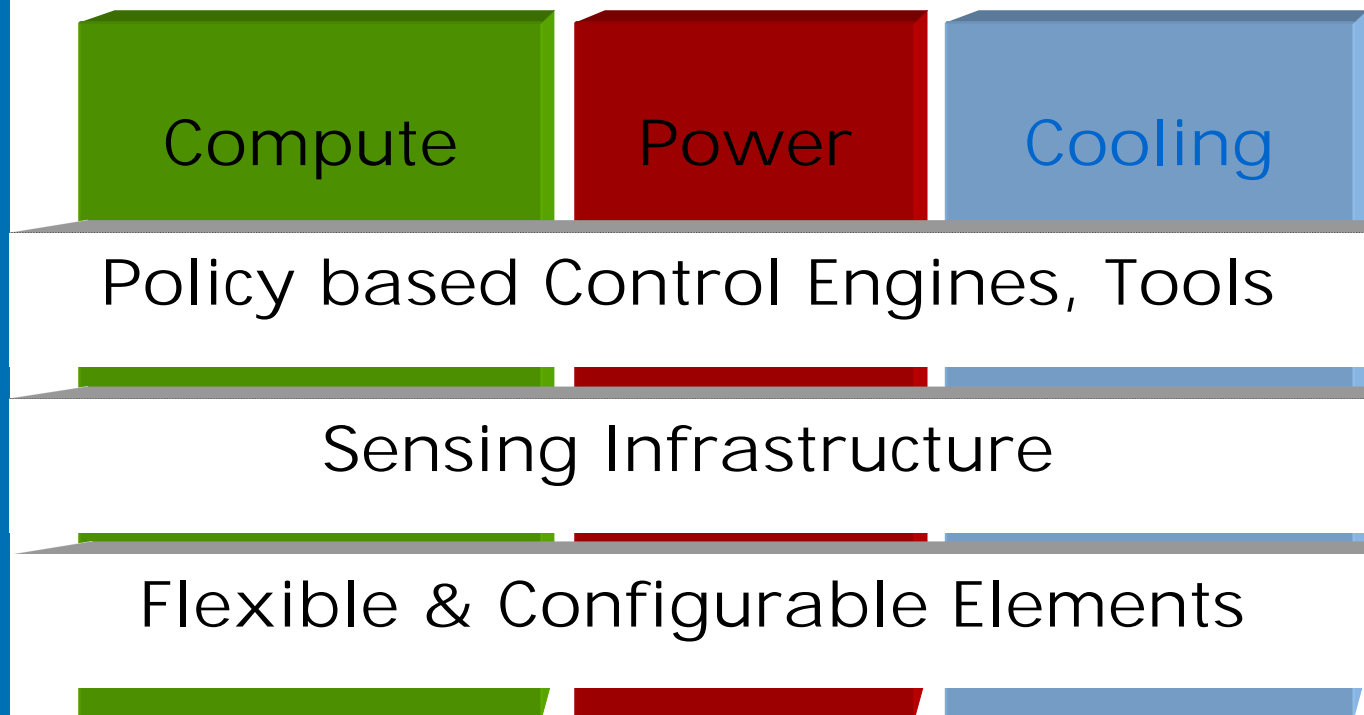 Compute Power Cooling
Policy based Control Engines, Tools
Sensing Infrastructure
Flexible & Configurable Elements